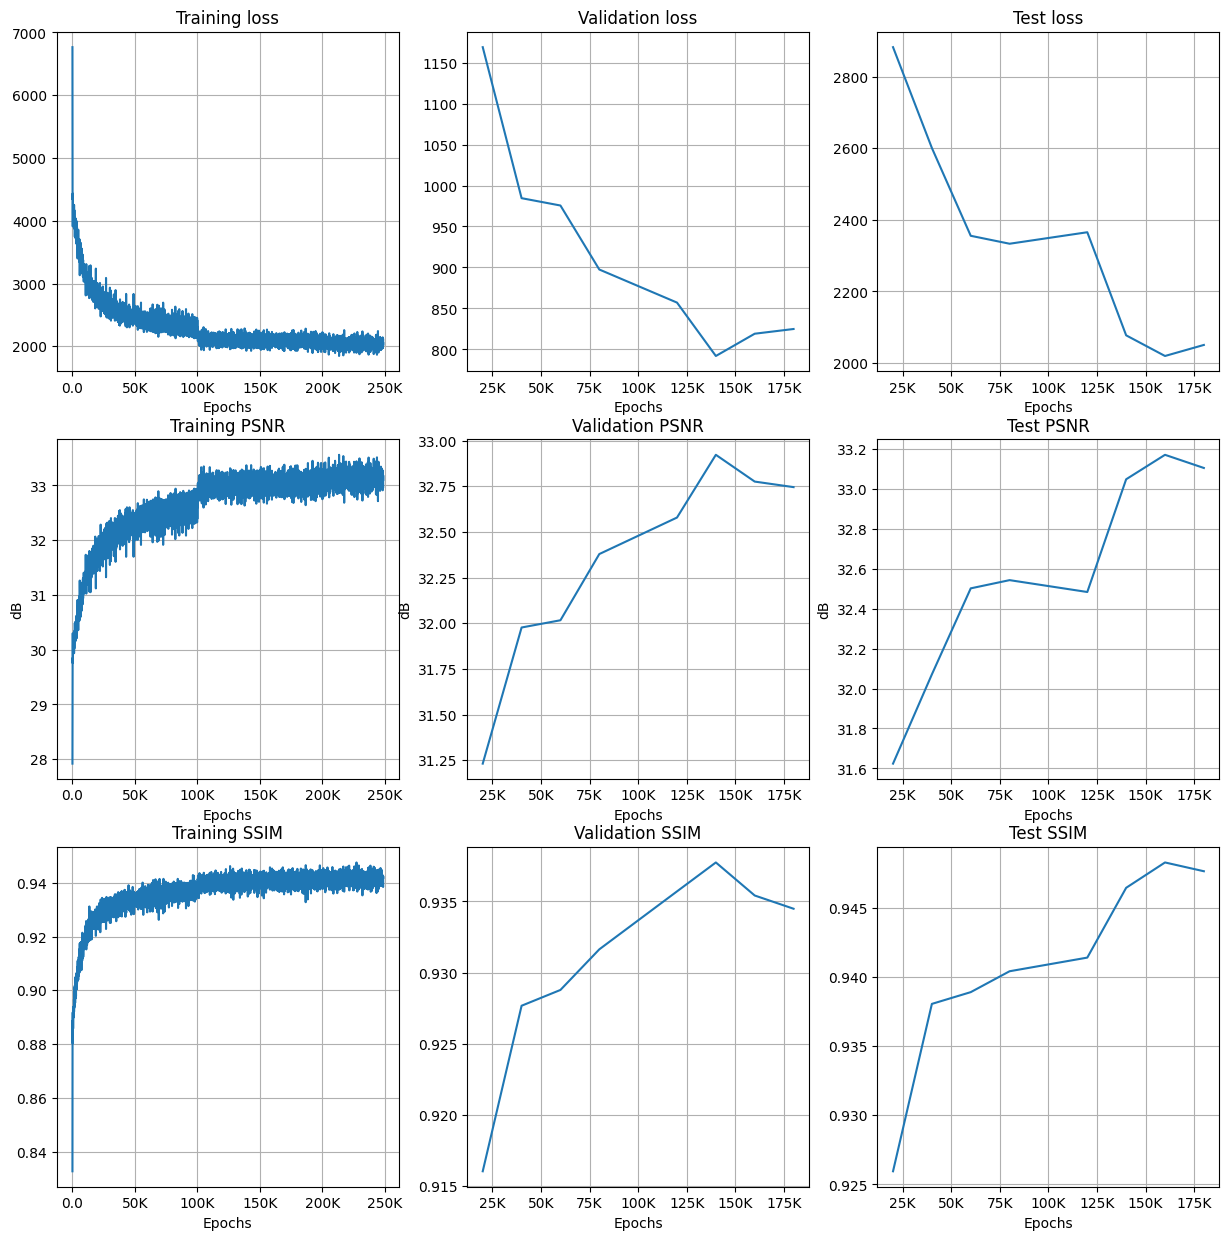 Training loss
Validation loss
Test loss
7000
6000
5000
4000
3000
2000
0.0 50K 100K 150K 200K 250K
Epochs
1150
1100
1050
1000
950
900
850
800
25K 50K 75K 100K 125K 150K 175K
Epochs
2800
2600
2400
2200
2000
25K 50K 75K 100K 125K 150K 175K
Epochs
Training PSNR
Validation PSNR
Test PSNR
dB
33
32
31
30
29
28
0.0 50K 100K 150K 200K 250K
Epochs
dB
33.00
32.75
32.50
32.25
32.00
31.75
31.50
31.25
25K 50K 75K 100K 125K 150K 175K
Epochs
dB
33.2
33.0
32.8
32.6
32.4
32.2
32.0
31.8
31.6
25K 50K 75K 100K 125K 150K 175K
Epochs
Training SSIM
Validation SSIM
Test SSIM
0.94
0.92
0.90
0.88
0.86
0.84
0.0 50K 100K 150K 200K 250K
Epochs
0.935
0.930
0.925
0.920
0.915
25K 50K 75K 100K 125K 150K 175K
Epochs
0.945
0.940
0.935
0.930
0.925
25K 50K 75K 100K 125K 150K 175K
Epochs